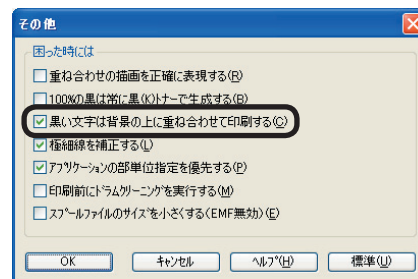 その他
困った時には
重ね合わせの描画を正確に表現する(R)
100%の黒は常に黒(K)トナーで生成する(B)
黒い文字は背景の上に重ね合わせて印刷する(C)
極細線を補正する(L)
アプリケーションの部単位指定を優先する(P)
印刷前にドラムクリーニングを実行する(M)
スプールファイルのサイズを小さくする(EMF無効)(E)
OK キャンセル ヘルプ(H) 標準(U)